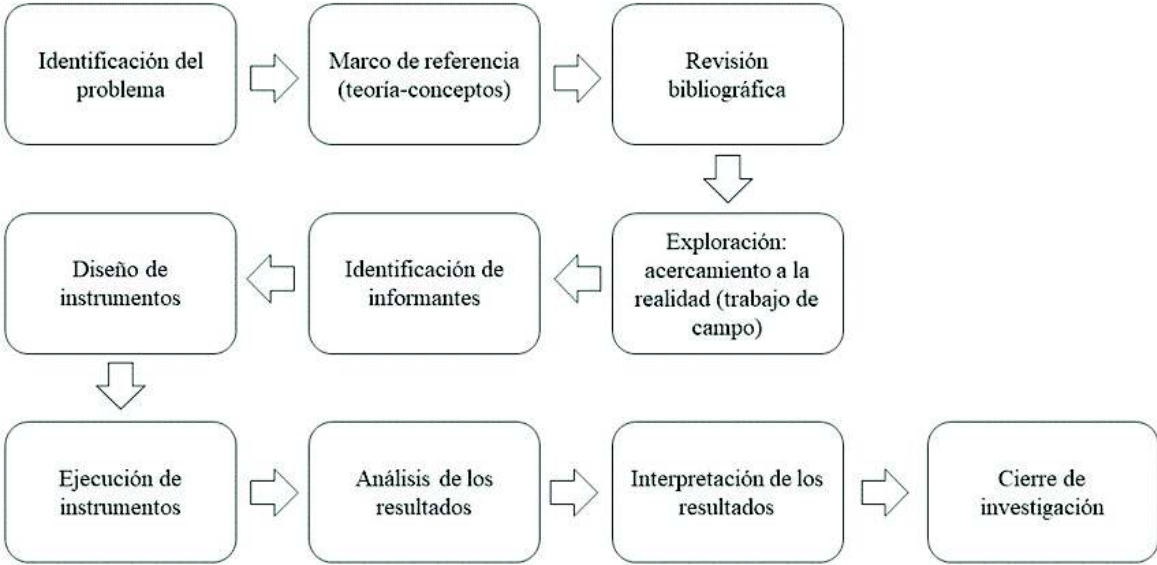 Identificación del
problema
Marco de referencia
(teoría-conceptos)
Revisión
bibliográfica
Exploración:
acercamiento a la
realidad (trabajo de
campo)
Identificación de
informantes
Diseño de
instrumentos
Ejecución de
instrumentos
Análisis de los
resultados
Interpretación de los
resultados
Cierre de
investigación